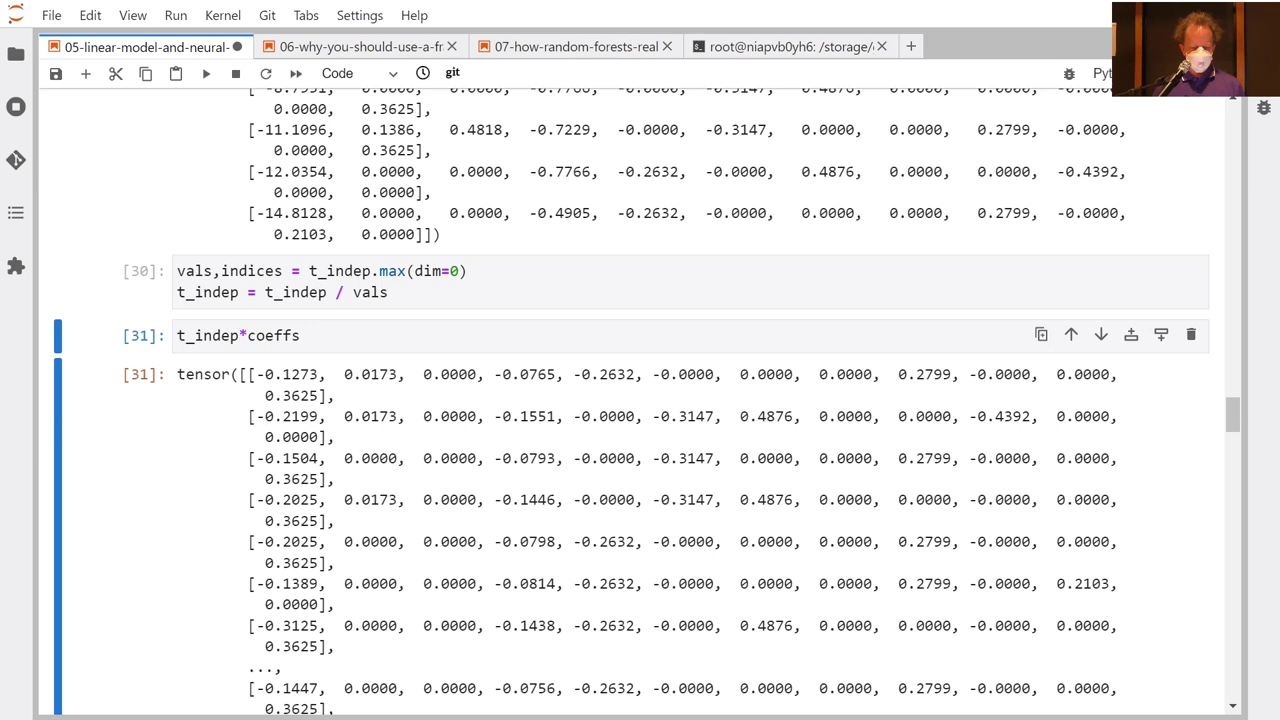 File Edit View Run Kernel Git Tabs Settings Help
05-linear-model-and-neural- 06-why-you-should-use-a-fr 07-how-random-forests-real root@niapvb0yh6: /storage/
Code git
0.0000, 0.3625],
[-11.1096, 0.1386, 0.4818, -0.7229, -0.0000, -0.3147, 0.0000, 0.0000, 0.2799, -0.0000,
0.0000, 0.3625],
[-12.0354, 0.0000, 0.0000, -0.7766, -0.2632, -0.0000, 0.4876, 0.0000, 0.0000, -0.4392,
0.0000, 0.0000],
[-14.8128, 0.0000, 0.0000, -0.4905, -0.2632, -0.0000, 0.0000, 0.0000, 0.2799, -0.0000,
0.2103, 0.0000]])
[30]: vals,indices = t_indep.max(dim=0)
t_indep = t_indep / vals
[31]: t_indep*coeffs
[31]: tensor([[-0.1273, 0.0173, 0.0000, -0.0765, -0.2632, -0.0000, 0.0000, 0.0000, 0.2799, -0.0000, 0.0000,
0.3625],
[-0.2199, 0.0173, 0.0000, -0.1551, -0.0000, -0.3147, 0.4876, 0.0000, 0.0000, -0.4392, 0.0000,
0.0000],
[-0.1504, 0.0000, 0.0000, -0.0793, -0.0000, -0.3147, 0.0000, 0.0000, 0.2799, -0.0000, 0.0000,
0.3625],
[-0.2025, 0.0173, 0.0000, -0.1446, -0.0000, -0.3147, 0.4876, 0.0000, 0.0000, -0.0000, 0.0000,
0.3625],
[-0.2025, 0.0000, 0.0000, -0.0798, -0.2632, -0.0000, 0.0000, 0.0000, 0.2799, -0.0000, 0.0000,
0.3625],
[-0.1389, 0.0000, 0.0000, -0.0814, -0.2632, -0.0000, 0.0000, 0.0000, 0.2799, -0.0000, 0.2103,
0.0000],
[-0.3125, 0.0000, 0.0000, -0.1438, -0.2632, -0.0000, 0.4876, 0.0000, 0.0000, -0.0000, 0.0000,
0.3625],
...,
[-0.1447, 0.0000, 0.0000, -0.0756, -0.2632, -0.0000, 0.0000, 0.0000, 0.2799, -0.0000, 0.0000,
0.3625],